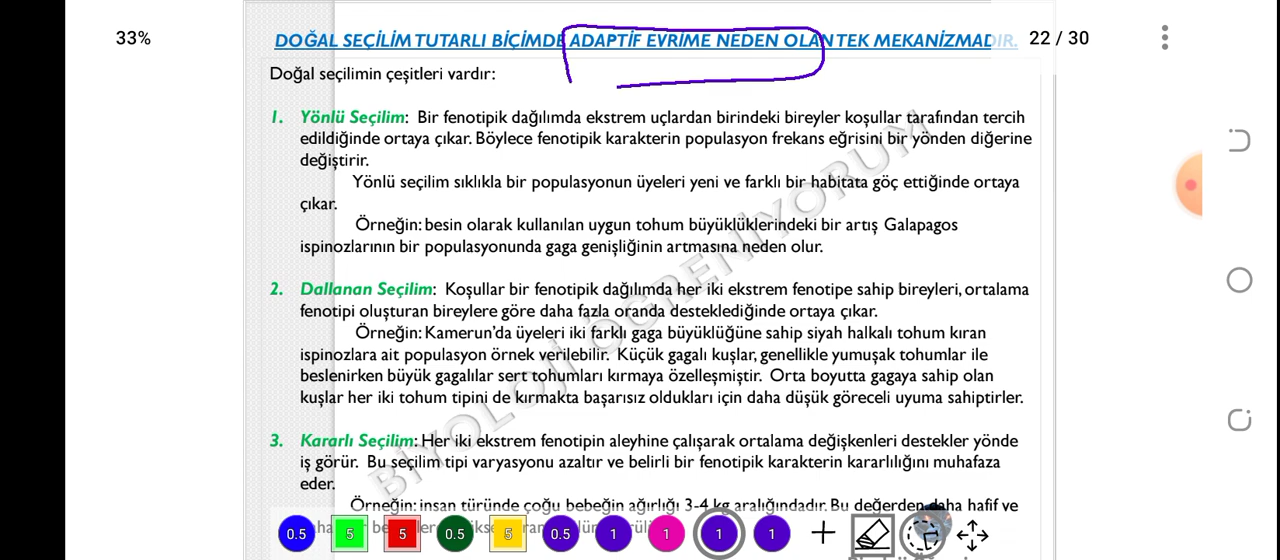 33%
DOĞAL SEÇİLİM TUTARLI BİÇİMDE ADAPTİF EVRİME NEDEN OLAN TEK MEKANİZMADIR.
22 / 30
Doğal seçilimin çeşitleri vardır:
1. Yönlü Seçilim: Bir fenotipik dağılımda ekstrem uçlardan birindeki bireyler koşullar tarafından tercih
edildiğinde ortaya çıkar. Böylece fenotipik karakterin populasyon frekans eğrisini bir yönden diğerine
değiştirir.
Yönlü seçilim sıklıkla bir populasyonun üyeleri yeni ve farklı bir habitata göç ettiğinde ortaya
çıkar.
Örneğin: besin olarak kullanılan uygun tohum büyüklüklerindeki bir artış Galapagos
ispinozlarının bir populasyonunda gaga genişliğinin artmasına neden olur.
2. Dallanan Seçilim: Koşullar bir fenotipik dağılımda her iki ekstrem fenotipe sahip bireyleri, ortalama
fenotipi oluşturan bireylere göre daha fazla oranda desteklediğinde ortaya çıkar.
Örneğin: Kamerun'da üyeleri iki farklı gaga büyüklüğüne sahip siyah halkalı tohum kıran
ispinozlara ait populasyon örnek verilebilir. Küçük gagalı kuşlar, genellikle yumuşak tohumlar ile
beslenirken büyük gagalılar sert tohumları kırmaya özelleşmiştir. Orta boyutta gagaya sahip olan
kuşlar her iki tohum tipini de kırmakta başarısız oldukları için daha düşük göreceli uyuma sahiptirler.
3. Kararlı Seçilim: Her iki ekstrem fenotipin aleyhine çalışarak ortalama değişkenleri destekler yönde
iş görür. Bu seçilim tipi varyasyonu azaltır ve belirli bir fenotipik karakterin kararlılığını muhafaza
eder.
Örneğin: insan türünde çoğu bebeğin ağırlığı 3-4 kg aralığındadır. Bu değerden daha hafif ve
BİYOLOJİ ÖĞRENİYORUM
0.5 5 5 0.5 5 0.5 1 1 1 1